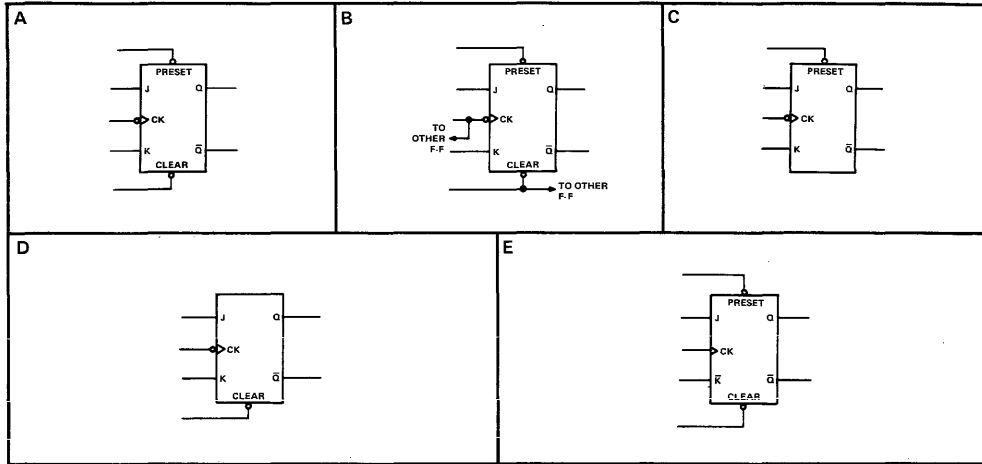 A
PRESET
J Q
CK
K Q̅
CLEAR
B
PRESET
J Q
CK
TO
OTHER
F-F
K Q̅
CLEAR
TO OTHER
F-F
C
PRESET
J Q
CK
K Q̅
D
J Q
CK
K Q̅
CLEAR
E
PRESET
J Q
CK
K̅ Q̅
CLEAR